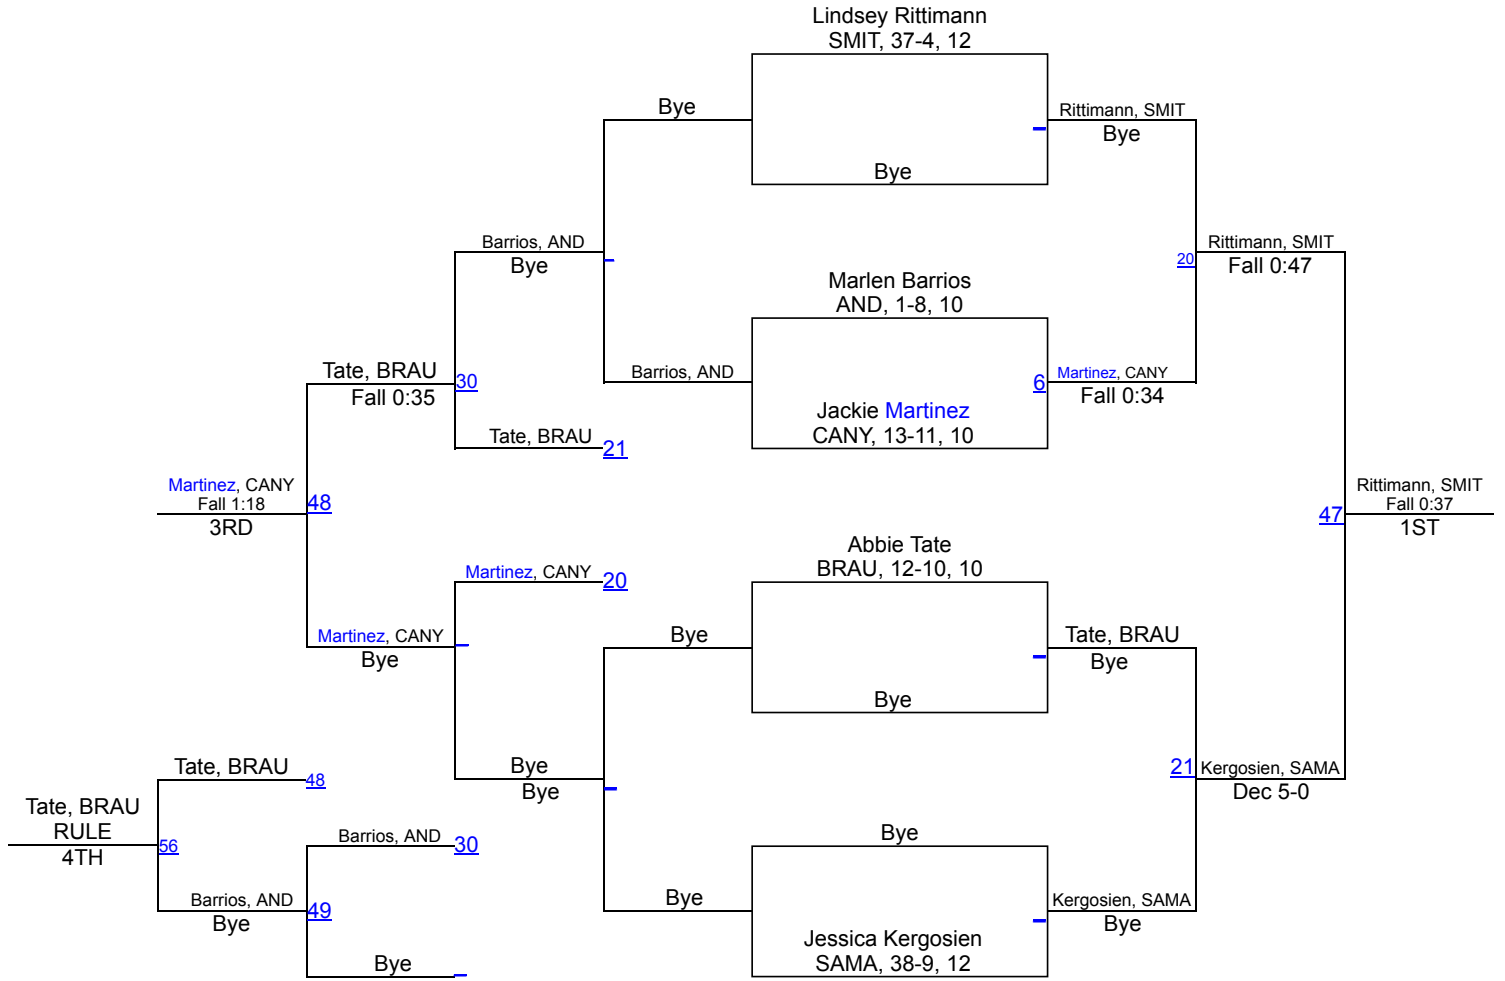 Lindsey Rittimann
SMIT, 37-4, 12
Bye
Rittimann, SMIT
Bye
Bye
Barrios, AND
Bye
Rittimann, SMIT
20
Fall 0:47
Marlen Barrios
AND, 1-8, 10
Tate, BRAU
30
Fall 0:35
Barrios, AND
6
Martinez, CANY
Fall 0:34
Jackie Martinez
CANY, 13-11, 10
Tate, BRAU
21
Martinez, CANY
Fall 1:18
48
3RD
Rittimann, SMIT
Fall 0:37
47
1ST
Abbie Tate
BRAU, 12-10, 10
Martinez, CANY
20
Martinez, CANY
Bye
Bye
Tate, BRAU
Bye
Bye
Tate, BRAU
48
Bye
Bye
21
Kergosien, SAMA
Dec 5-0
Tate, BRAU
RULE
56
4TH
Barrios, AND
30
Bye
Barrios, AND
49
Bye
Bye
Kergosien, SAMA
Bye
Jessica Kergosien
SAMA, 38-9, 12
Bye